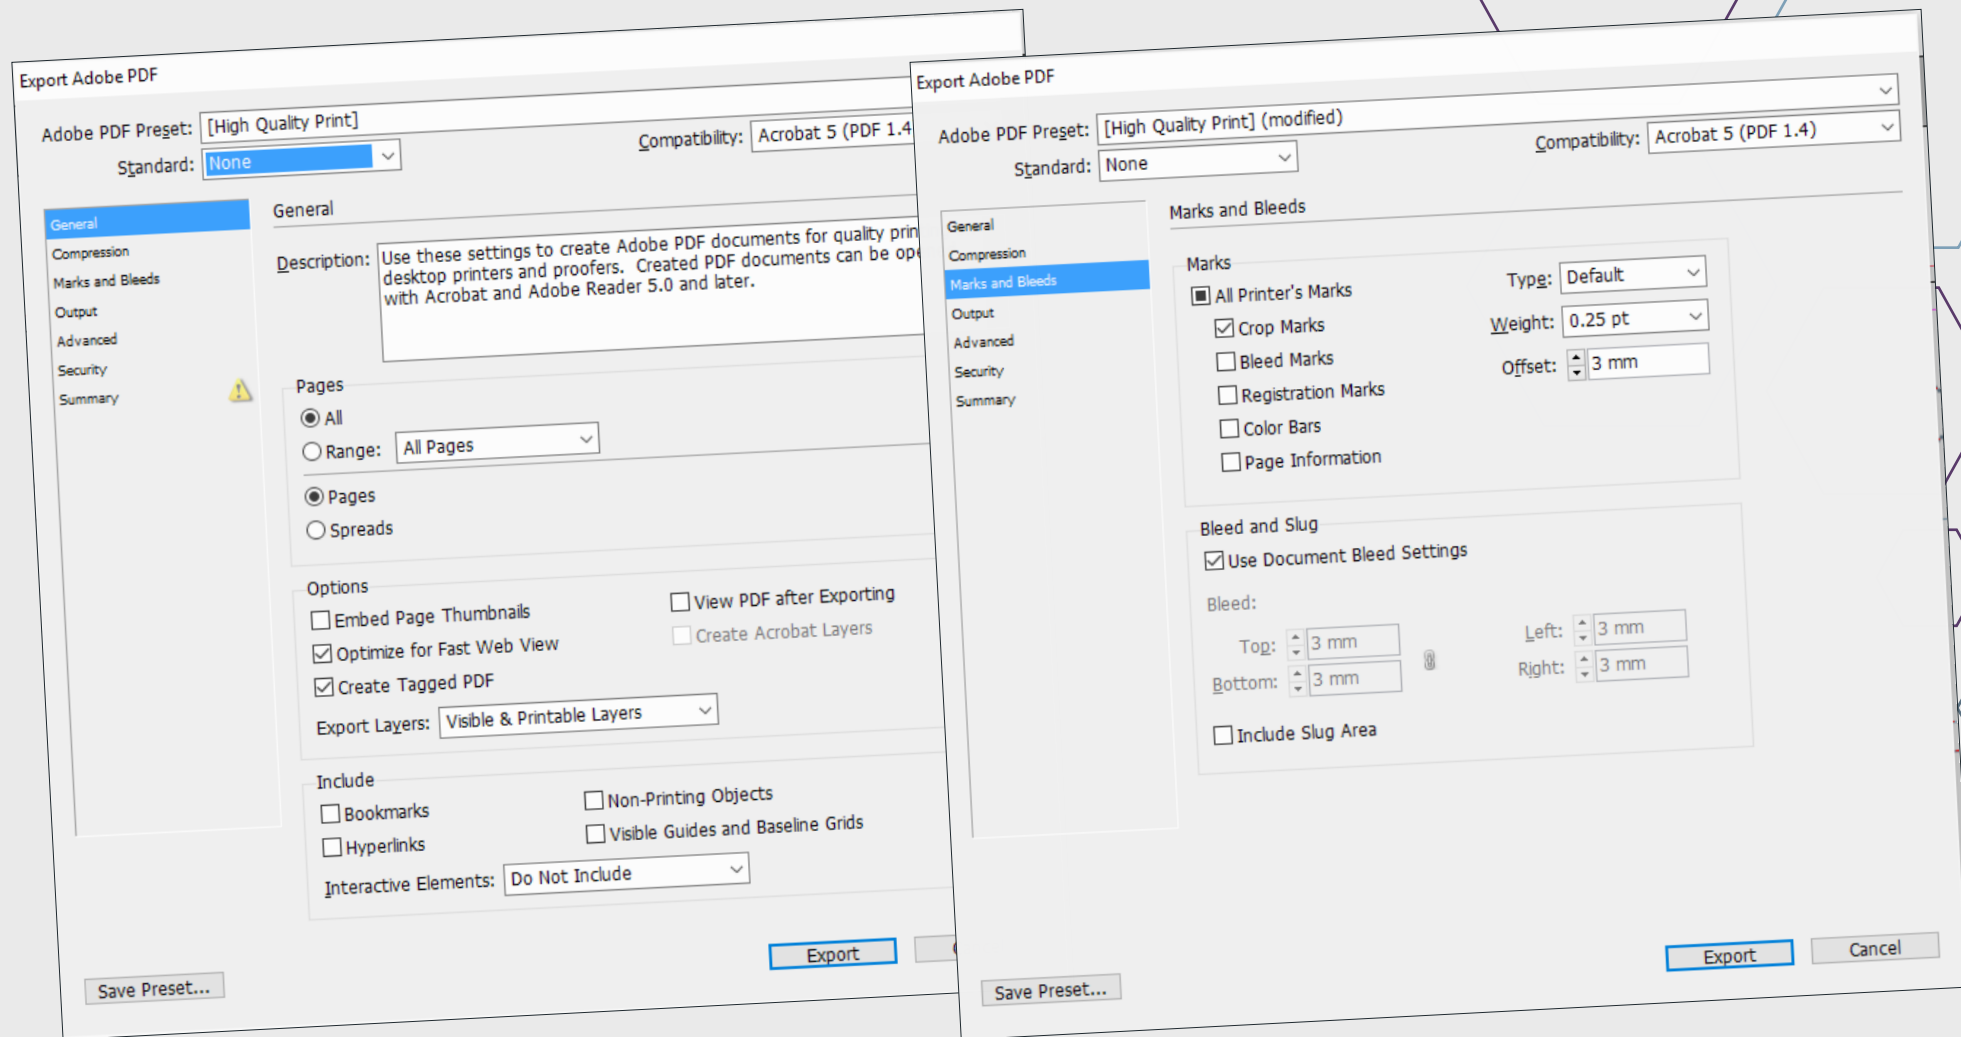 Export Adobe PDF
Adobe PDF Preset: [High Quality Print]
Standard: None
Compatibility: Acrobat 5 (PDF 1.4
General
Compression
Marks and Bleeds
Output
Advanced
Security
Summary
General
Description: Use these settings to create Adobe PDF documents for quality prin
desktop printers and proofers. Created PDF documents can be ope
with Acrobat and Adobe Reader 5.0 and later.
Pages
All
Range: All Pages
Pages
Spreads
Options
Embed Page Thumbnails
View PDF after Exporting
Optimize for Fast Web View
Create Acrobat Layers
Create Tagged PDF
Export Layers: Visible & Printable Layers
Include
Bookmarks
Non-Printing Objects
Hyperlinks
Visible Guides and Baseline Grids
Interactive Elements: Do Not Include
Export
Save Preset...
Export Adobe PDF
Adobe PDF Preset: [High Quality Print] (modified)
Standard: None
Compatibility: Acrobat 5 (PDF 1.4)
General
Compression
Marks and Bleeds
Output
Advanced
Security
Summary
Marks and Bleeds
Marks
All Printer's Marks
Type: Default
Crop Marks
Weight: 0.25 pt
Bleed Marks
Offset: 3 mm
Registration Marks
Color Bars
Page Information
Bleed and Slug
Use Document Bleed Settings
Bleed:
Top: 3 mm
Left: 3 mm
Bottom: 3 mm
Right: 3 mm
Include Slug Area
Export
Cancel
Save Preset...